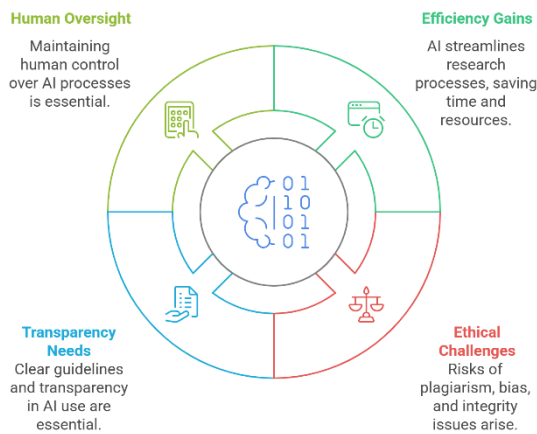 Human Oversight
Maintaining
human control
over AI processes
is essential.
Efficiency Gains
AI streamlines
research
processes, saving
time and
resources.
01
10
01
01
Transparency
Needs
Clear guidelines
and transparency
in AI use are
essential.
Ethical
Challenges
Risks of
plagiarism, bias,
and integrity
issues arise.